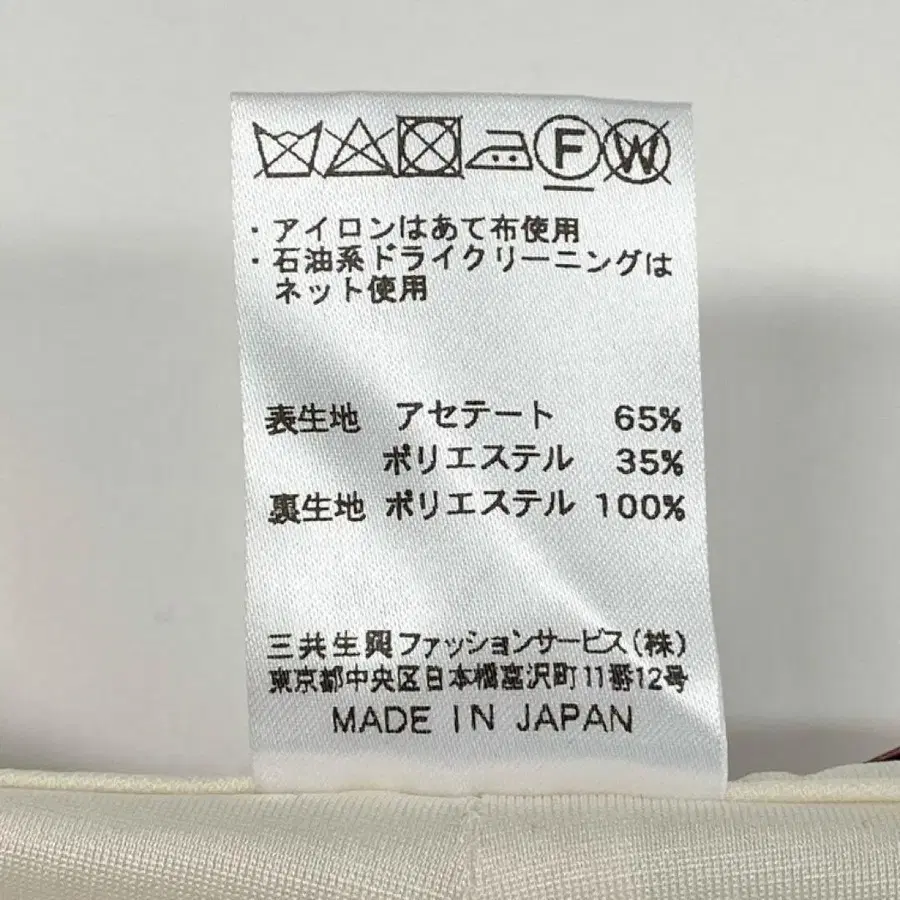 F W
・アイロンはあて布使用
・石油系ドライクリーニングは
ネット使用
表生地 アセテート 65%
ポリエステル 35%
裏生地 ポリエステル 100%
三共生興ファッションサービス(株)
東京都中央区日本橋富沢町11番12号
MADE IN JAPAN